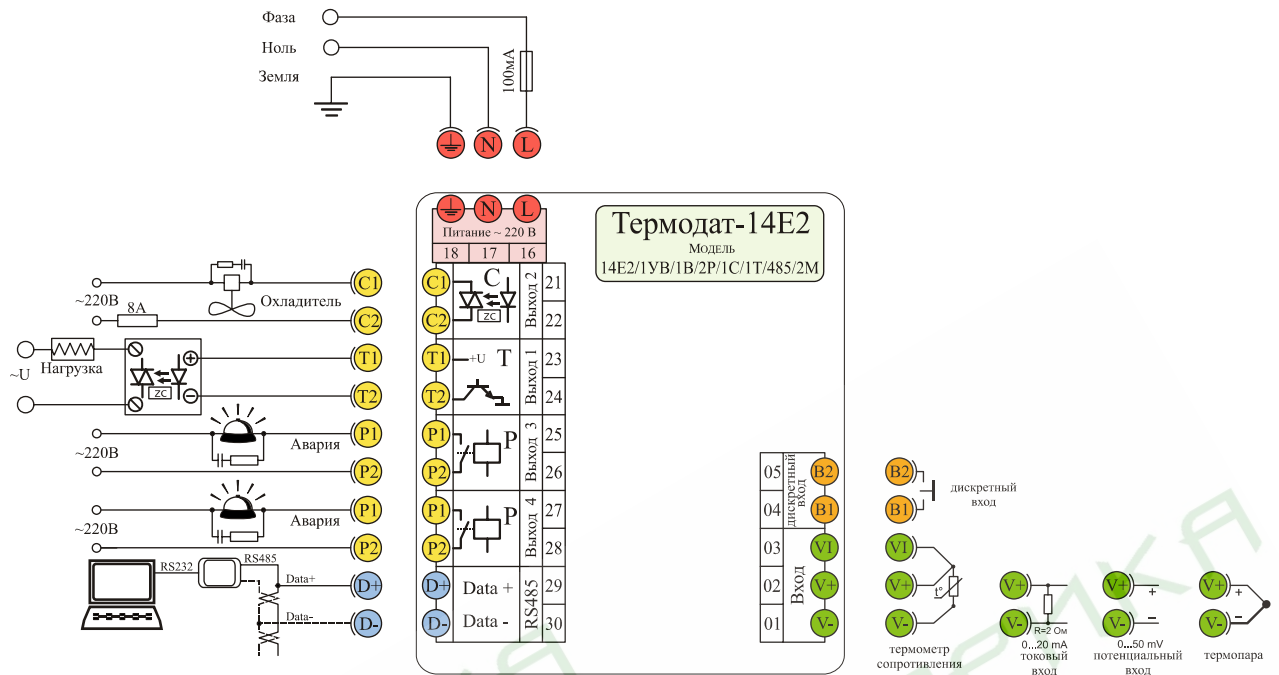 Фаза
Ноль
Земля
100мА
N
L
N
L
Питание ~ 220 В
18 17 16
Термодат-14Е2
Модель
14Е2/1УВ/1В/2Р/1С/1Т/485/2М
~220В
8А
Охладитель
C1
C2
C1
C2
C
ZC
Выход 2
21
22
~U
Нагрузка
ZC
T1
T2
T1
T2
+U T
Выход 1
23
24
~220В
Авария
P1
P2
P1
P2
P
Выход 3
25
26
~220В
Авария
P1
P2
P1
P2
P
Выход 4
27
28
RS232
RS485
Data+
Data-
D+
D-
D+
D-
Data +
Data -
RS485
29
30
05
04
дискретный
вход
B2
B1
B2
B1
дискретный
вход
03
02
01
Вход
VI
V+
V-
VI
V+
V-
t°
термометр
сопротивления
V+
V-
R=2 Ом
0...20 mA
токовый
вход
V+
V-
+
–
0...50 mV
потенциальный
вход
V+
V-
+
–
термопара